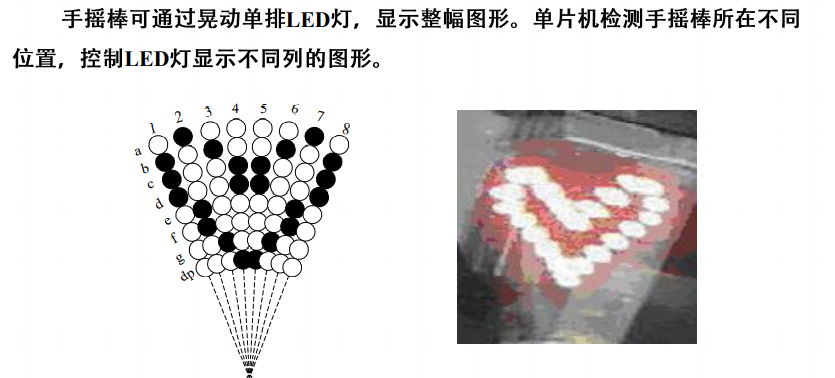 手摇棒可通过晃动单排LED灯，显示整幅图形。单片机检测手摇棒所在不同
位置，控制LED灯显示不同列的图形。
1 2 3 4 5 6 7 8
a
b
c
d
e
f
g
dp